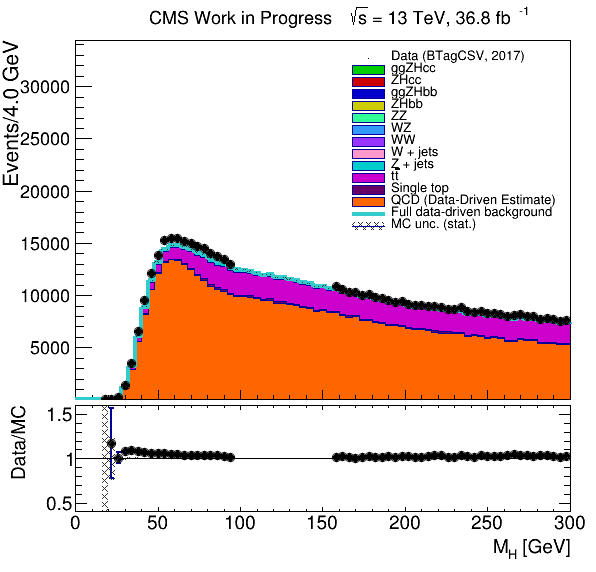 CMS Work in Progress √s = 13 TeV, 36.8 fb -1
Events/4.0 GeV
30000
25000
20000
15000
10000
5000
Data (BTagCSV, 2017)
ggZHcc
ZHcc
ggZHbb
ZHbb
ZZ
WZ
WW
W + jets
Z + jets
tt̄
Single top
QCD (Data-Driven Estimate)
Full data-driven background
MC unc. (stat.)
Data/MC
1.5
1
0.5
0 50 100 150 200 250 300
M_H [GeV]